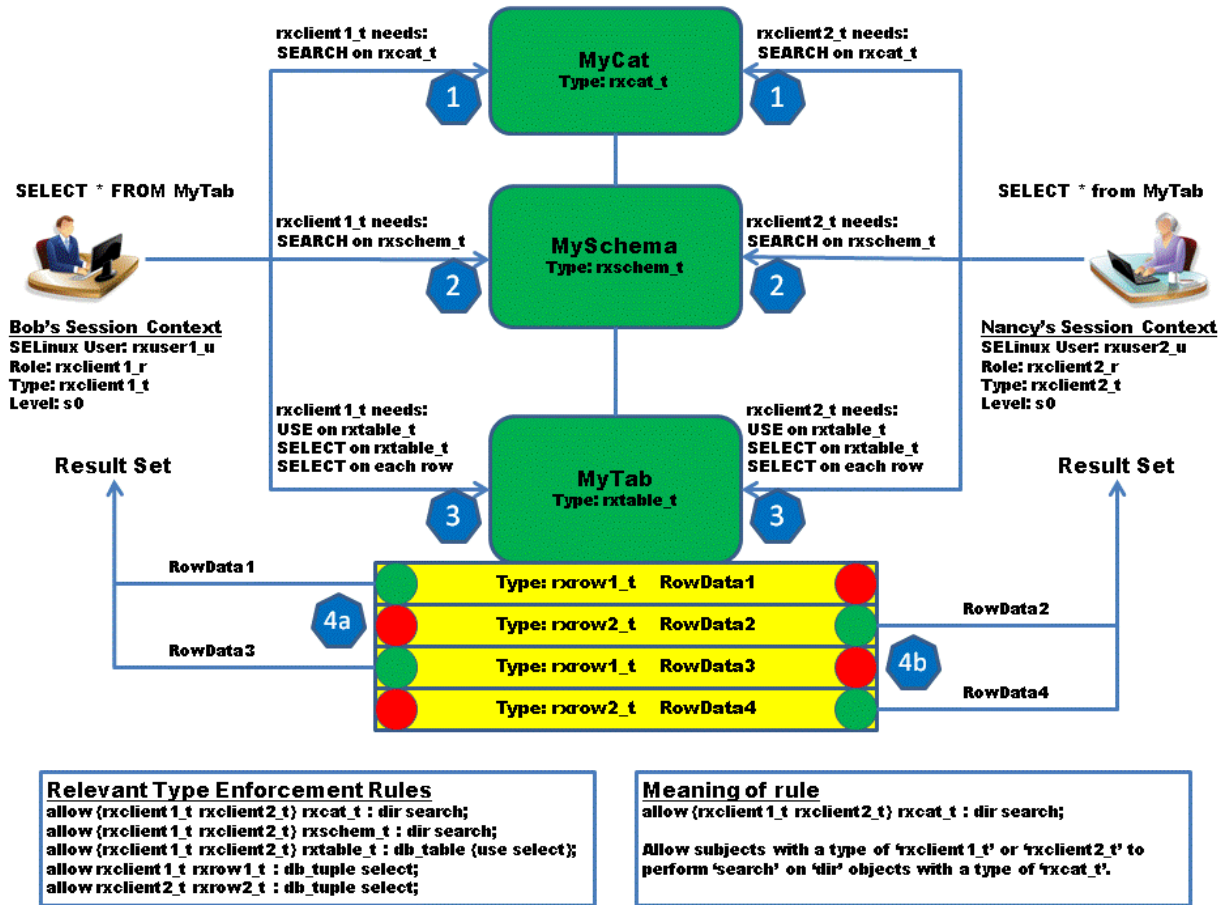 rxclient1_t needs:
SEARCH on rxcat_t
MyCat
Type: rxcat_t
rxclient2_t needs:
SEARCH on rxcat_t
1
1
SELECT * FROM MyTab
SELECT * from MyTab
rxclient1_t needs:
SEARCH on rxschem_t
MySchema
Type: rxschem_t
rxclient2_t needs:
SEARCH on rxschem_t
2
2
Bob's Session Context
SELinux User: rxuser1_u
Role: rxclient1_r
Type: rxclient1_t
Level: s0
Nancy's Session Context
SELinux User: rxuser2_u
Role: rxclient2_r
Type: rxclient2_t
Level: s0
rxclient1_t needs:
USE on rxtable_t
SELECT on rxtable_t
SELECT on each row
MyTab
Type: rxtable_t
rxclient2_t needs:
USE on rxtable_t
SELECT on rxtable_t
SELECT on each row
3
3
Result Set
Result Set
RowData1
Type: rxrow1_t RowData1
4a
Type: rxrow2_t RowData2
RowData2
RowData3
Type: rxrow1_t RowData3
4b
Type: rxrow2_t RowData4
RowData4
Relevant Type Enforcement Rules
allow {rxclient1_t rxclient2_t} rxcat_t : dir search;
allow {rxclient1_t rxclient2_t} rxschem_t : dir search;
allow {rxclient1_t rxclient2_t} rxtable_t : db_table {use select};
allow rxclient1_t rxrow1_t : db_tuple select;
allow rxclient2_t rxrow2_t : db_tuple select;
Meaning of rule
allow {rxclient1_t rxclient2_t} rxcat_t : dir search;
Allow subjects with a type of 'rxclient1_t' or 'rxclient2_t' to
perform 'search' on 'dir' objects with a type of 'rxcat_t'.